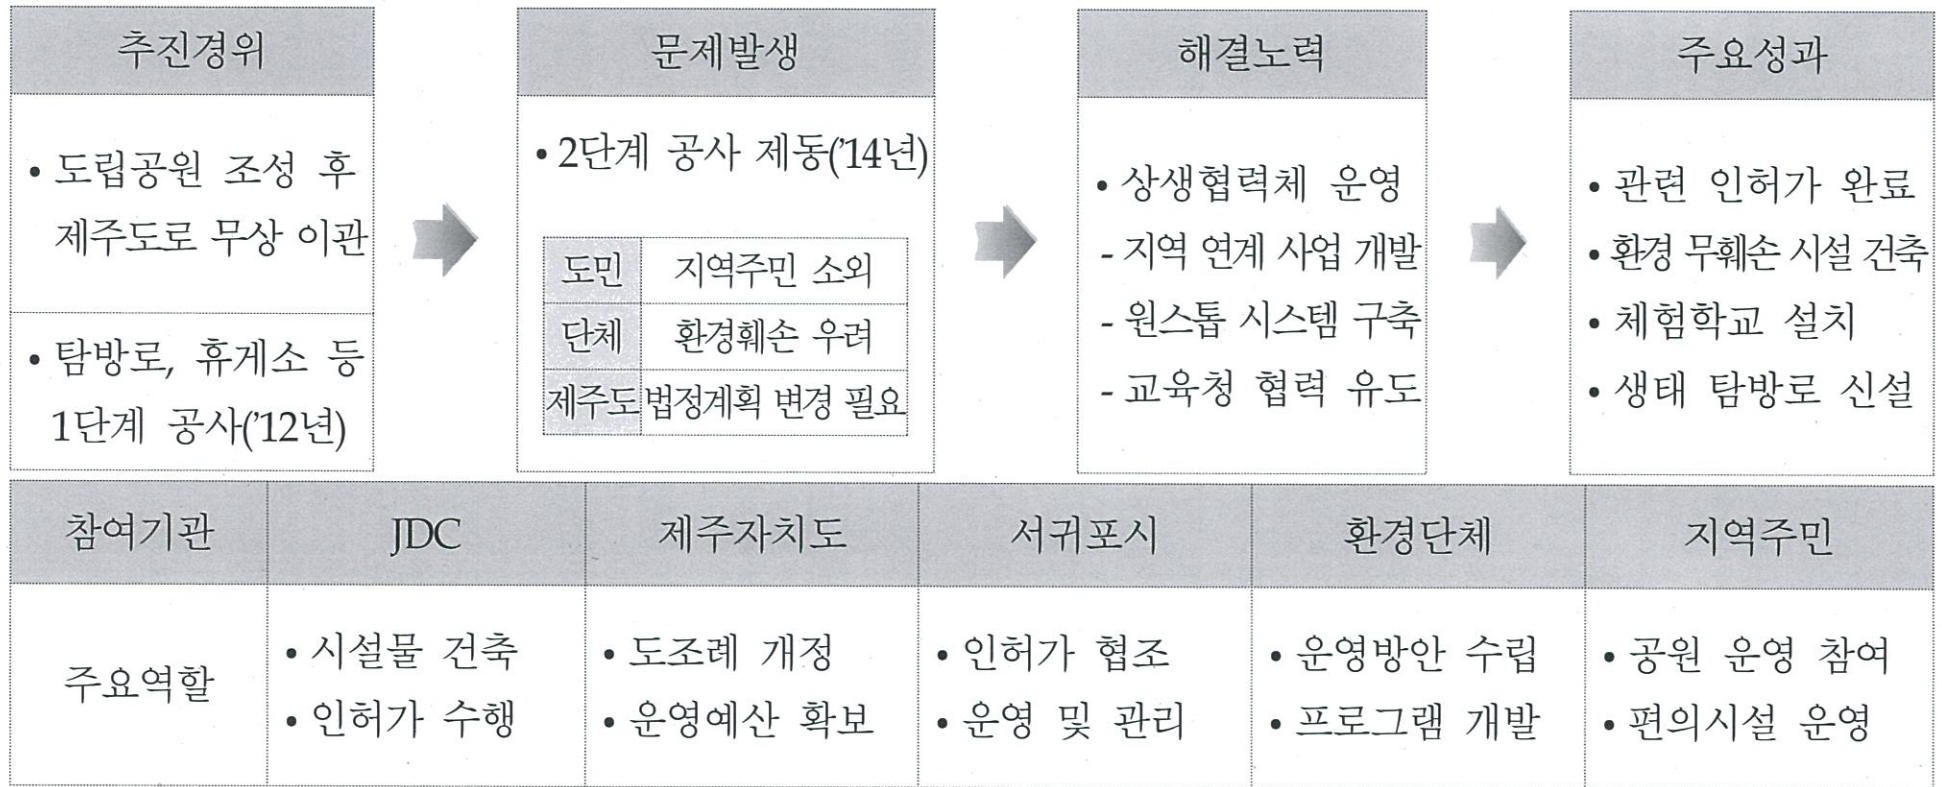 추진경위
• 도립공원 조성 후
제주도로 무상 이관
• 탐방로, 휴게소 등
1단계 공사('12년)
문제발생
• 2단계 공사 제동('14년)
도민 지역주민 소외
단체 환경훼손 우려
제주도 법정계획 변경 필요
해결노력
• 상생협력체 운영
- 지역 연계 사업 개발
- 원스톱 시스템 구축
- 교육청 협력 유도
주요성과
• 관련 인허가 완료
• 환경 무훼손 시설 건축
• 체험학교 설치
• 생태 탐방로 신설
참여기관 JDC 제주자치도 서귀포시 환경단체 지역주민
주요역할
• 시설물 건축
• 인허가 수행
• 도조례 개정
• 운영예산 확보
• 인허가 협조
• 운영 및 관리
• 운영방안 수립
• 프로그램 개발
• 공원 운영 참여
• 편의시설 운영